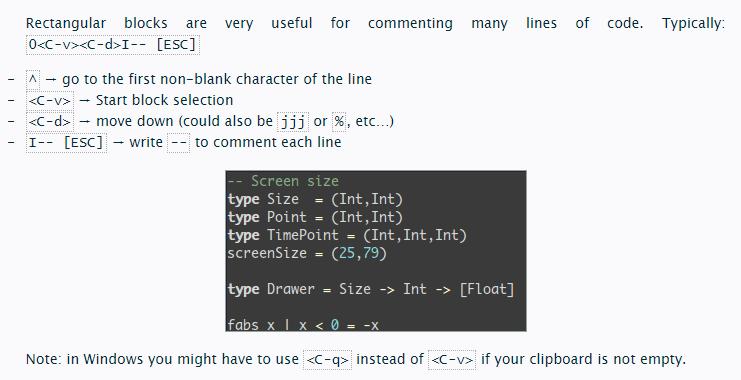 Rectangular blocks are very useful for commenting many lines of code. Typically:
0<C-v><C-d>I-- [ESC]
- ^ → go to the first non-blank character of the line
- <C-v> → Start block selection
- <C-d> → move down (could also be jjj or %, etc…)
- I-- [ESC] → write -- to comment each line
-- Screen size
type Size  = (Int,Int)
type Point = (Int,Int)
type TimePoint = (Int,Int,Int)
screenSize = (25,79)
type Drawer = Size -> Int -> [Float]
fabs x | x < 0 = -x
Note: in Windows you might have to use <C-q> instead of <C-v> if your clipboard is not empty.